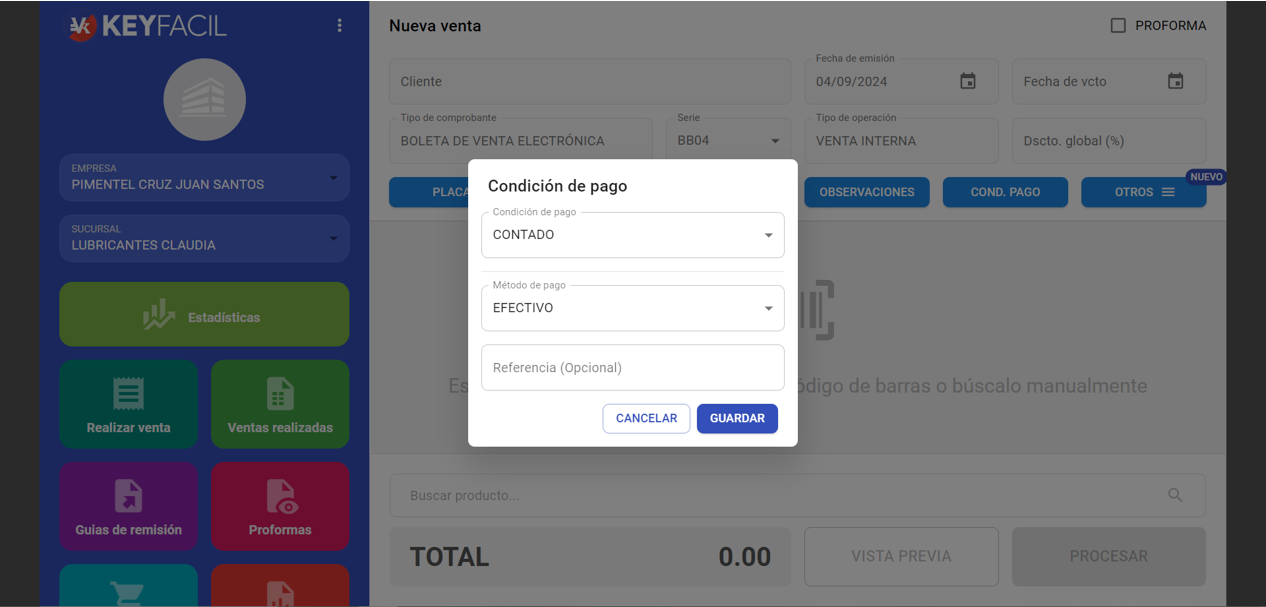 KEYFACIL
EMPRESA
PIMENTEL CRUZ JUAN SANTOS
SUCURSAL
LUBRICANTES CLAUDIA
Estadísticas
Realizar venta
Ventas realizadas
Guias de remisión
Proformas
Nueva venta
PROFORMA
Cliente
Fecha de emisión
04/09/2024
Fecha de vcto
Tipo de comprobante
BOLETA DE VENTA ELECTRÓNICA
Serie
BB04
Tipo de operación
VENTA INTERNA
Dscto. global (%)
PLACA
OBSERVACIONES
COND. PAGO
OTROS
NUEVO
Condición de pago
Condición de pago
CONTADO
Método de pago
EFECTIVO
Referencia (Opcional)
CANCELAR
GUARDAR
de barras o búscalo manualmente
Buscar producto...
TOTAL 0.00
VISTA PREVIA
PROCESAR